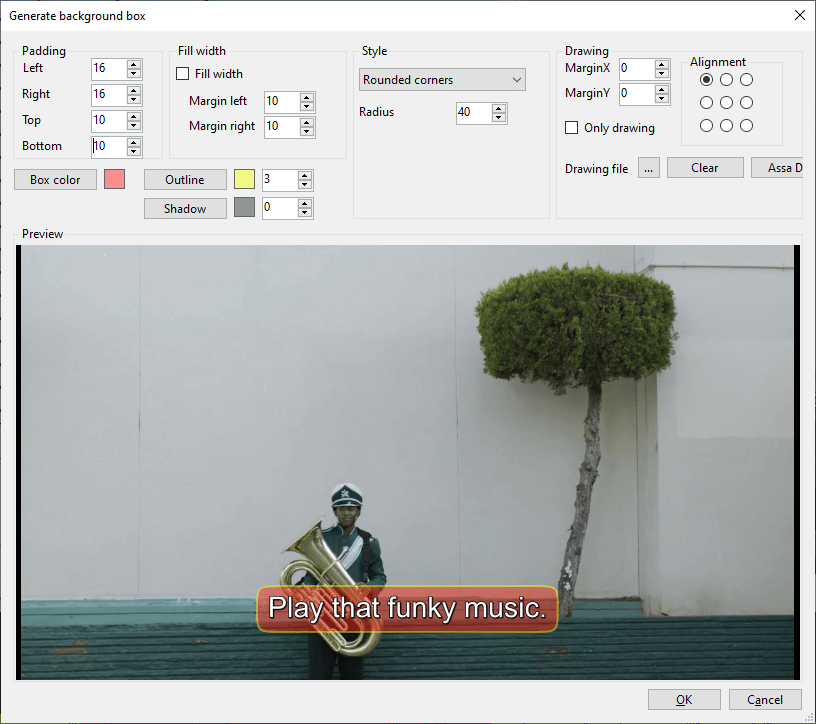 Generate background box
Padding
Left 16
Right 16
Top 10
Bottom 10
Fill width
Fill width
Margin left 10
Margin right 10
Style
Rounded corners
Radius 40
Drawing
MarginX 0
MarginY 0
Alignment
Only drawing
Drawing file ... Clear Assa D
Box color
Outline 3
Shadow 0
Preview
Play that funky music.
OK Cancel